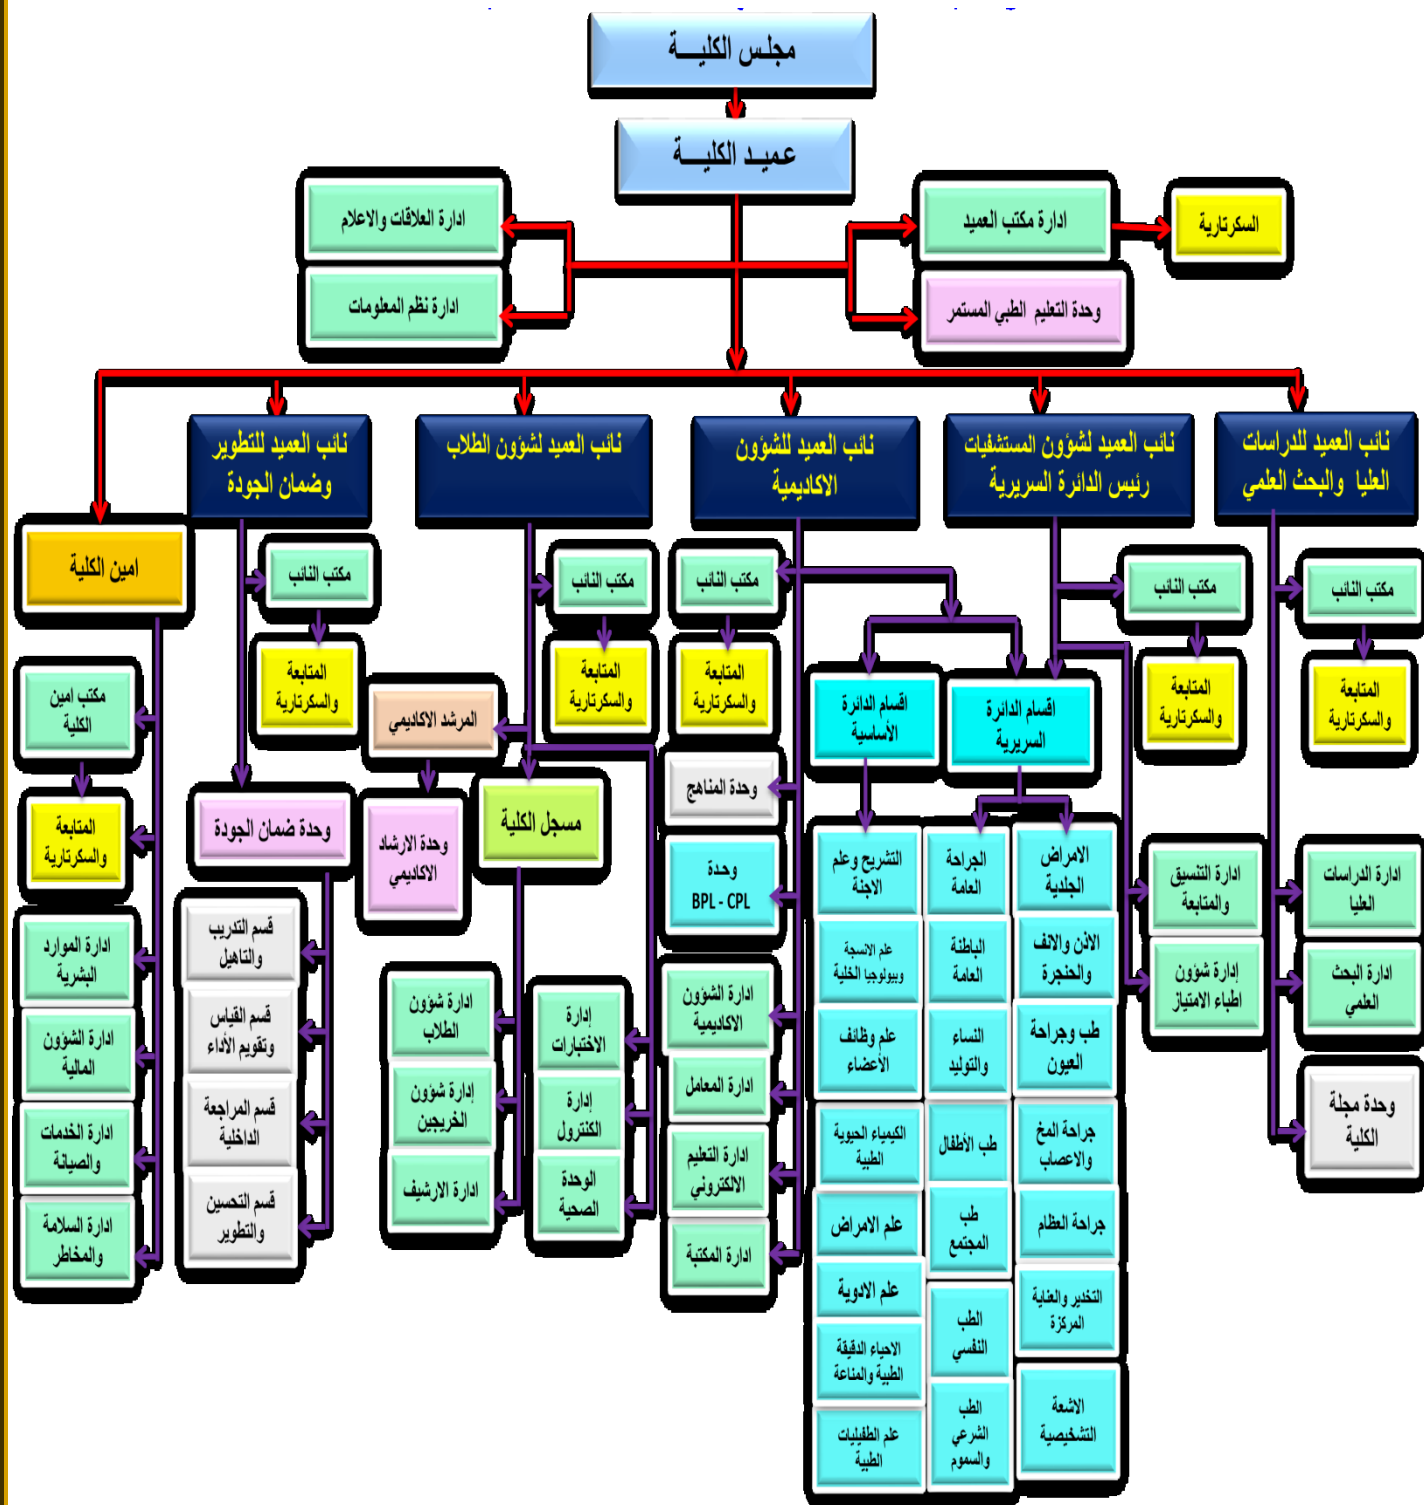 مجلس الكليـــة
عميـد الكليـــة
السكرتارية
ادارة مكتب العميد
وحدة التعليم الطبي المستمر
ادارة العلاقات والاعلام
ادارة نظم المعلومات
نائب العميد للدراسات
العليا والبحث العلمي
مكتب النائب
المتابعة
والسكرتارية
ادارة الدراسات
العليا
ادارة البحث
العلمي
وحدة مجلة
الكلية
نائب العميد لشؤون المستشفيات
رئيس الدائرة السريرية
مكتب النائب
المتابعة
والسكرتارية
ادارة التنسيق
والمتابعة
إدارة شؤون
اطباء الامتياز
نائب العميد للشؤون
الاكاديمية
مكتب النائب
المتابعة
والسكرتارية
اقسام الدائرة
السريرية
الامراض
الجلدية
الاذن والانف
والحنجرة
طب وجراحة
العيون
جراحة المخ
والاعصاب
جراحة العظام
التخدير والعناية
المركزة
الاشعة
التشخيصية
الجراحة
العامة
الباطنة
العامة
النساء
والتوليد
طب الأطفال
طب
المجتمع
الطب
النفسي
الطب
الشرعي
والسموم
اقسام الدائرة
الأساسية
التشريح وعلم
الاجنة
علم الانسجة
وبيولوجيا الخلية
علم وظائف
الأعضاء
الكيمياء الحيوية
الطبية
علم الامراض
علم الادوية
الاحياء الدقيقة
الطبية والمناعة
علم الطفيليات
الطبية
وحدة المناهج
وحدة
BPL - CPL
ادارة الشؤون
الاكاديمية
ادارة المعامل
ادارة التعليم
الالكتروني
ادارة المكتبة
نائب العميد لشؤون الطلاب
مكتب النائب
المتابعة
والسكرتارية
المرشد الاكاديمي
وحدة الارشاد
الاكاديمي
مسجل الكلية
إدارة
الاختبارات
إدارة
الكنترول
الوحدة
الصحية
ادارة شؤون
الطلاب
إدارة شؤون
الخريجين
ادارة الارشيف
نائب العميد للتطوير
وضمان الجودة
مكتب النائب
المتابعة
والسكرتارية
وحدة ضمان الجودة
قسم التدريب
والتاهيل
قسم القياس
وتقويم الأداء
قسم المراجعة
الداخلية
قسم التحسين
والتطوير
امين الكلية
مكتب امين
الكلية
المتابعة
والسكرتارية
ادارة الموارد
البشرية
ادارة الشؤون
المالية
ادارة الخدمات
والصيانة
ادارة السلامة
والمخاطر